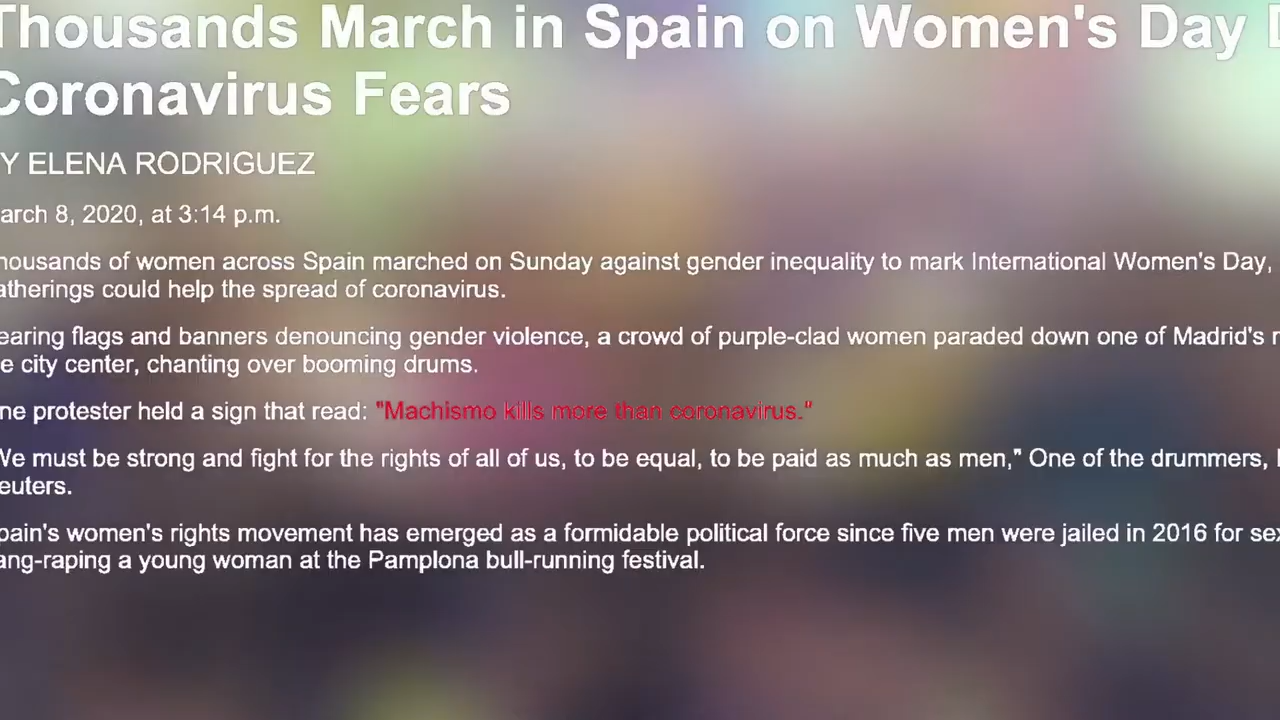 Thousands March in Spain on Women's Day
Coronavirus Fears
Y ELENA RODRIGUEZ
arch 8, 2020, at 3:14 p.m.
housands of women across Spain marched on Sunday against gender inequality to mark International Women's Day,
atherings could help the spread of coronavirus.
earing flags and banners denouncing gender violence, a crowd of purple-clad women paraded down one of Madrid's
e city center, chanting over booming drums.
ne protester held a sign that read: "Machismo kills more than coronavirus."
We must be strong and fight for the rights of all of us, to be equal, to be paid as much as men," One of the drummers,
euters.
pain's women's rights movement has emerged as a formidable political force since five men were jailed in 2016 for se
ang-raping a young woman at the Pamplona bull-running festival.